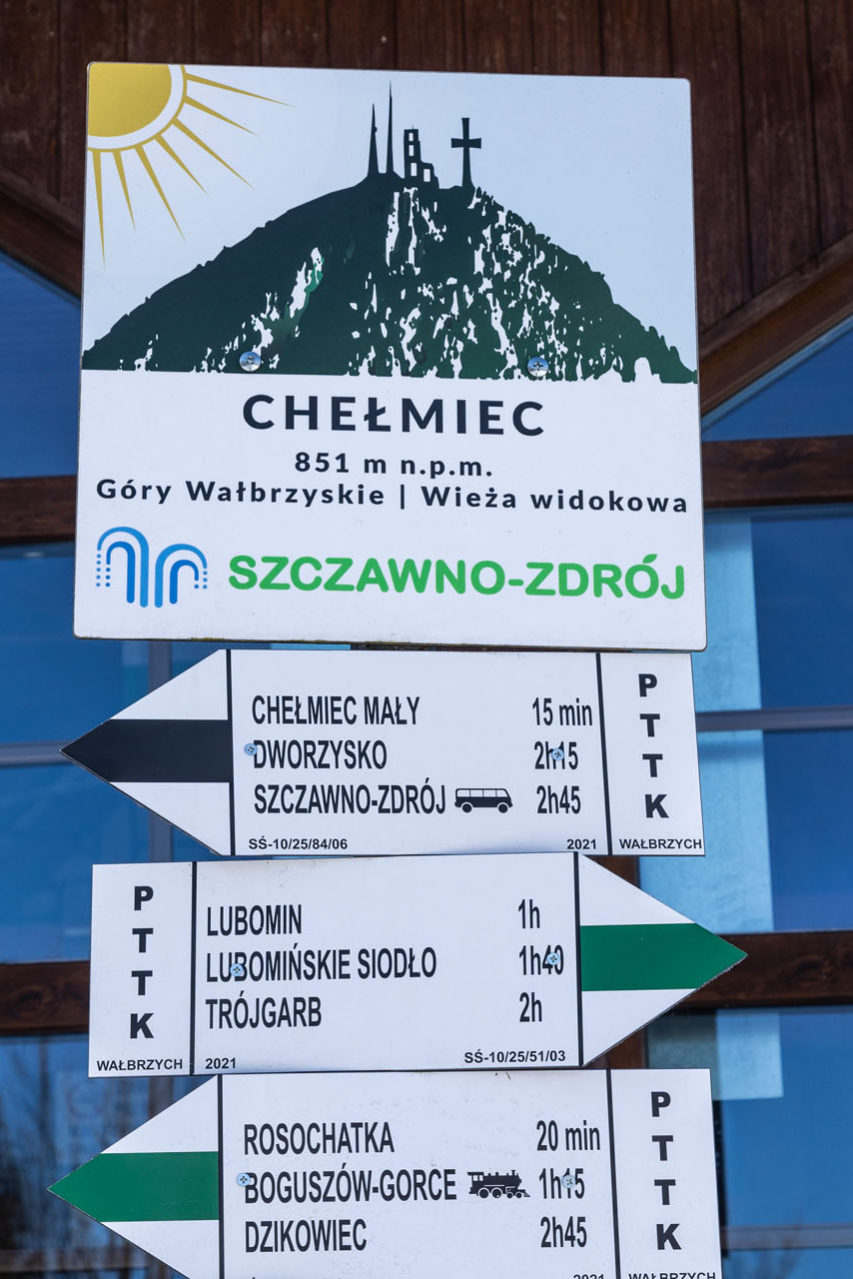 CHEŁMIEC
851 m n.p.m.
Góry Wałbrzyskie | Wieża widokowa
SZCZAWNO-ZDRÓJ
CHEŁMIEC MAŁY 15 min
DWORZYSKO 2h15
SZCZAWNO-ZDRÓJ 2h45
SŚ-10/25/84/06 2021
PTTK
WAŁBRZYCH
PTTK
WAŁBRZYCH
LUBOMIN 1h
LUBOMIŃSKIE SIODŁO 1h40
TRÓJGARB 2h
2021 SŚ-10/25/51/03
ROSOCHATKA 20 min
BOGUSZÓW-GORCE 1h15
DZIKOWIEC 2h45
2021
PTTK
WAŁBRZYCH